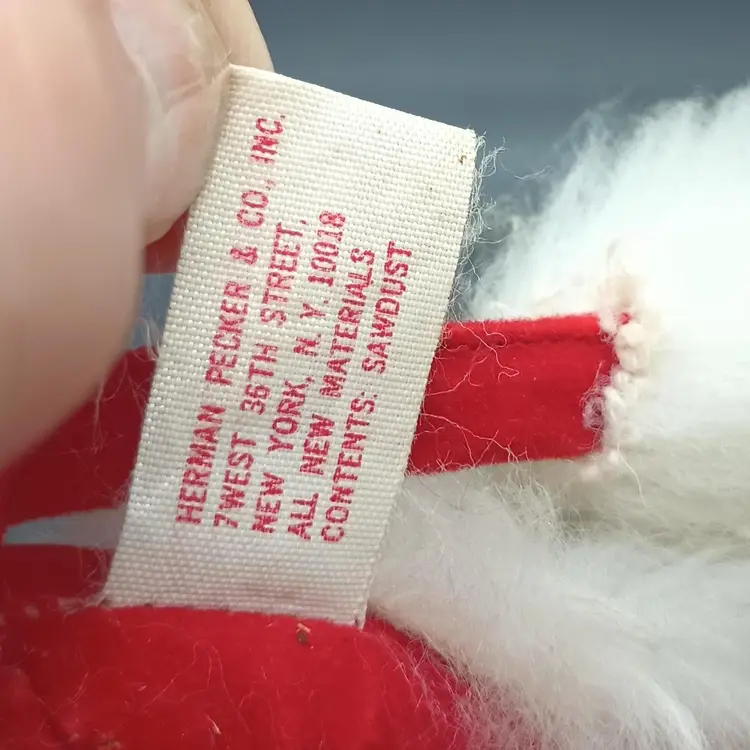 HERMAN PECKER & CO., INC.
7WEST 36TH STREET,
NEW YORK, N. Y. 10018
ALL NEW MATERIALS
CONTENTS: SAWDUST